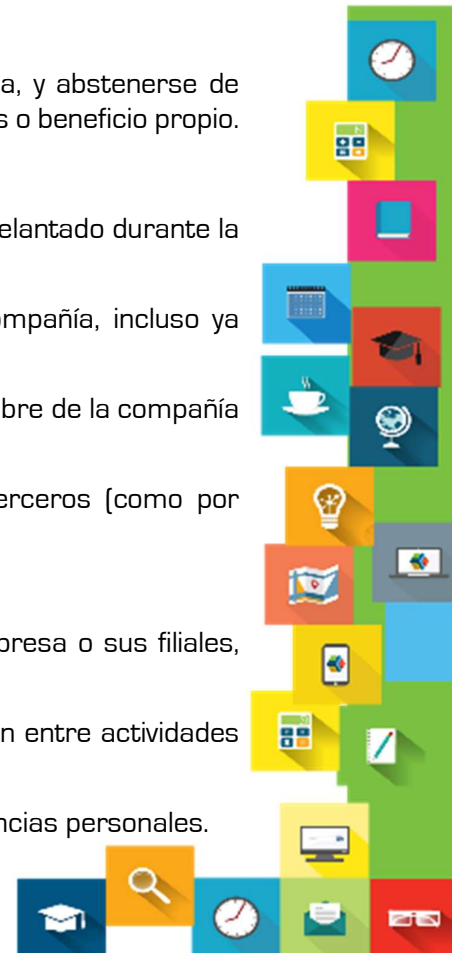 a, y abstenerse de
s o beneficio propio.
elantado durante la
ompañía, incluso ya
bre de la compañía
erceros (como por
presa o sus filiales,
n entre actividades
ncias personales.